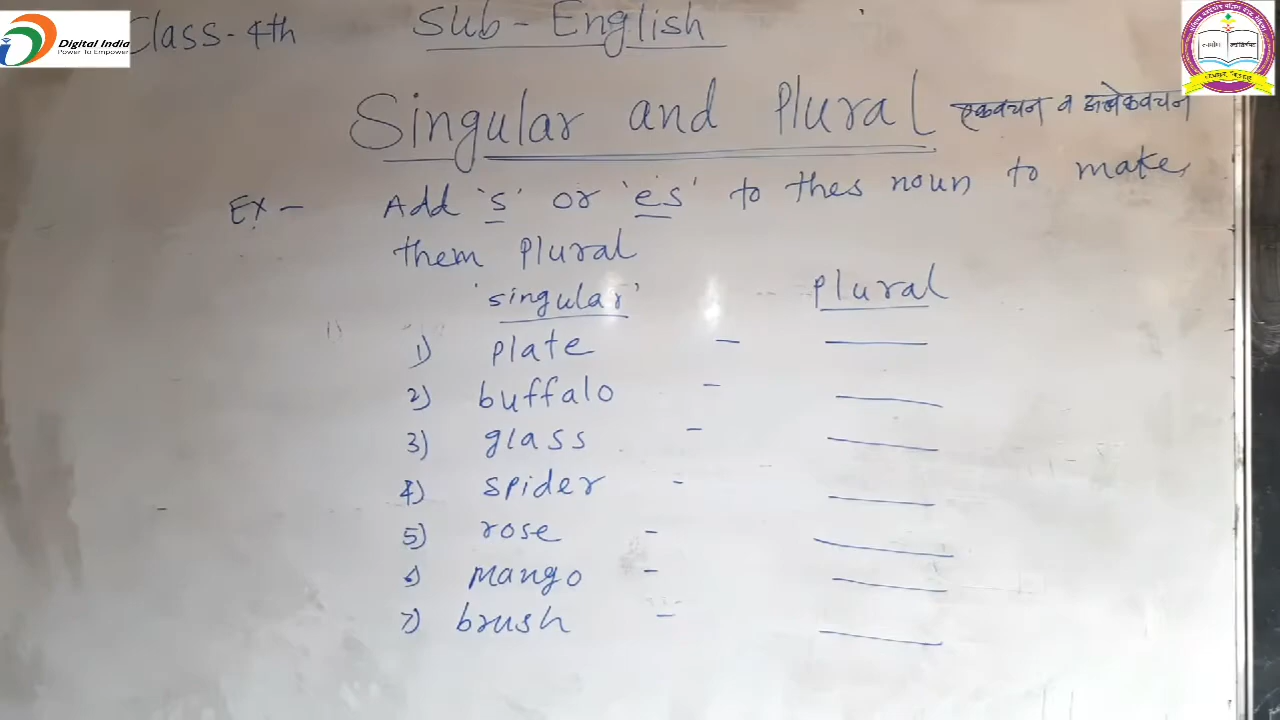 Class-4th Sub-English
Digital India
Power To Empower
Singular and Plural एकवचन व अनेकवचन
Ex- Add 's' or 'es' to thes noun to make
them Plural
'singular' Plural
1) plate -
2) buffalo -
3) glass -
4) spider -
5) rose -
6) mango -
7) brush -